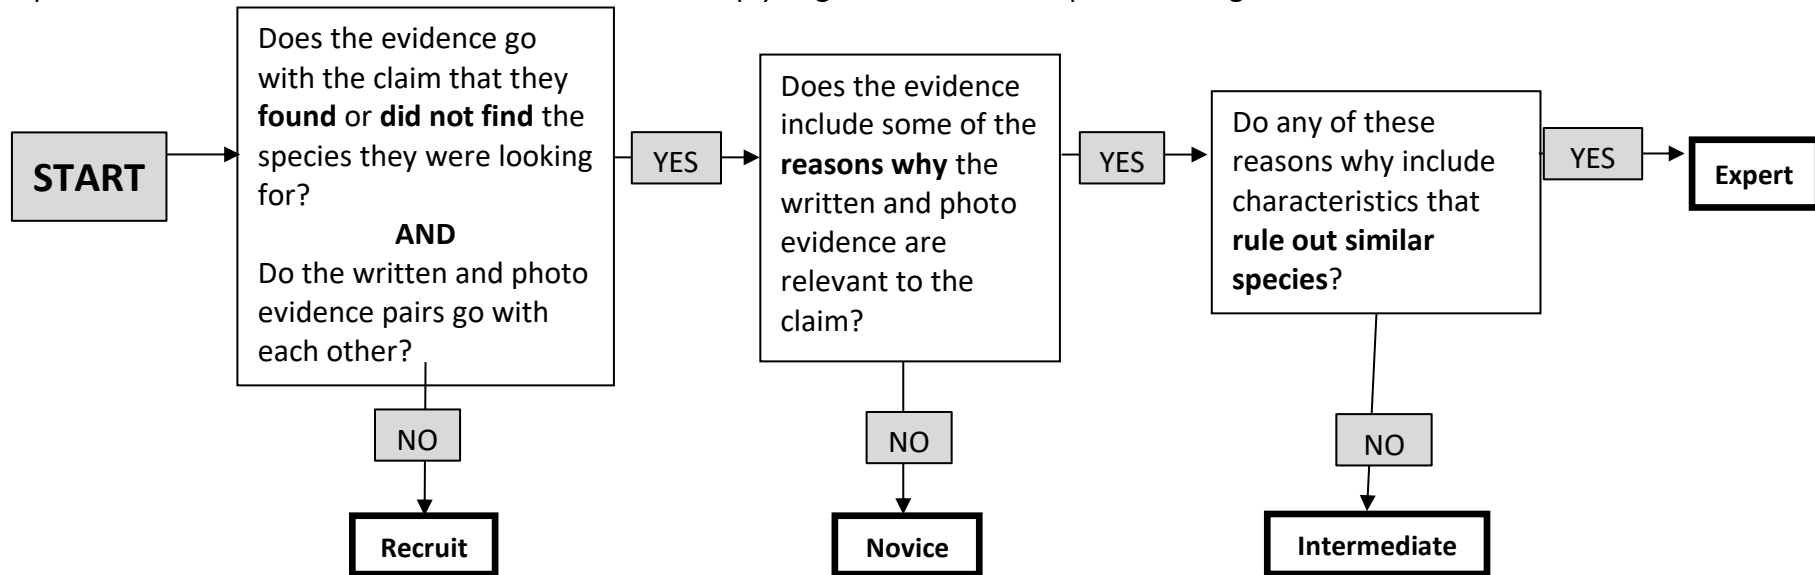 START
Does the evidence go
with the claim that they
found or did not find the
species they were looking
for?
AND
Do the written and photo
evidence pairs go with
each other?
YES
NO
Recruit
Does the evidence
include some of the
reasons why the
written and photo
evidence are
relevant to the
claim?
YES
NO
Novice
Do any of these
reasons why include
characteristics that
rule out similar
species?
YES
NO
Intermediate
Expert